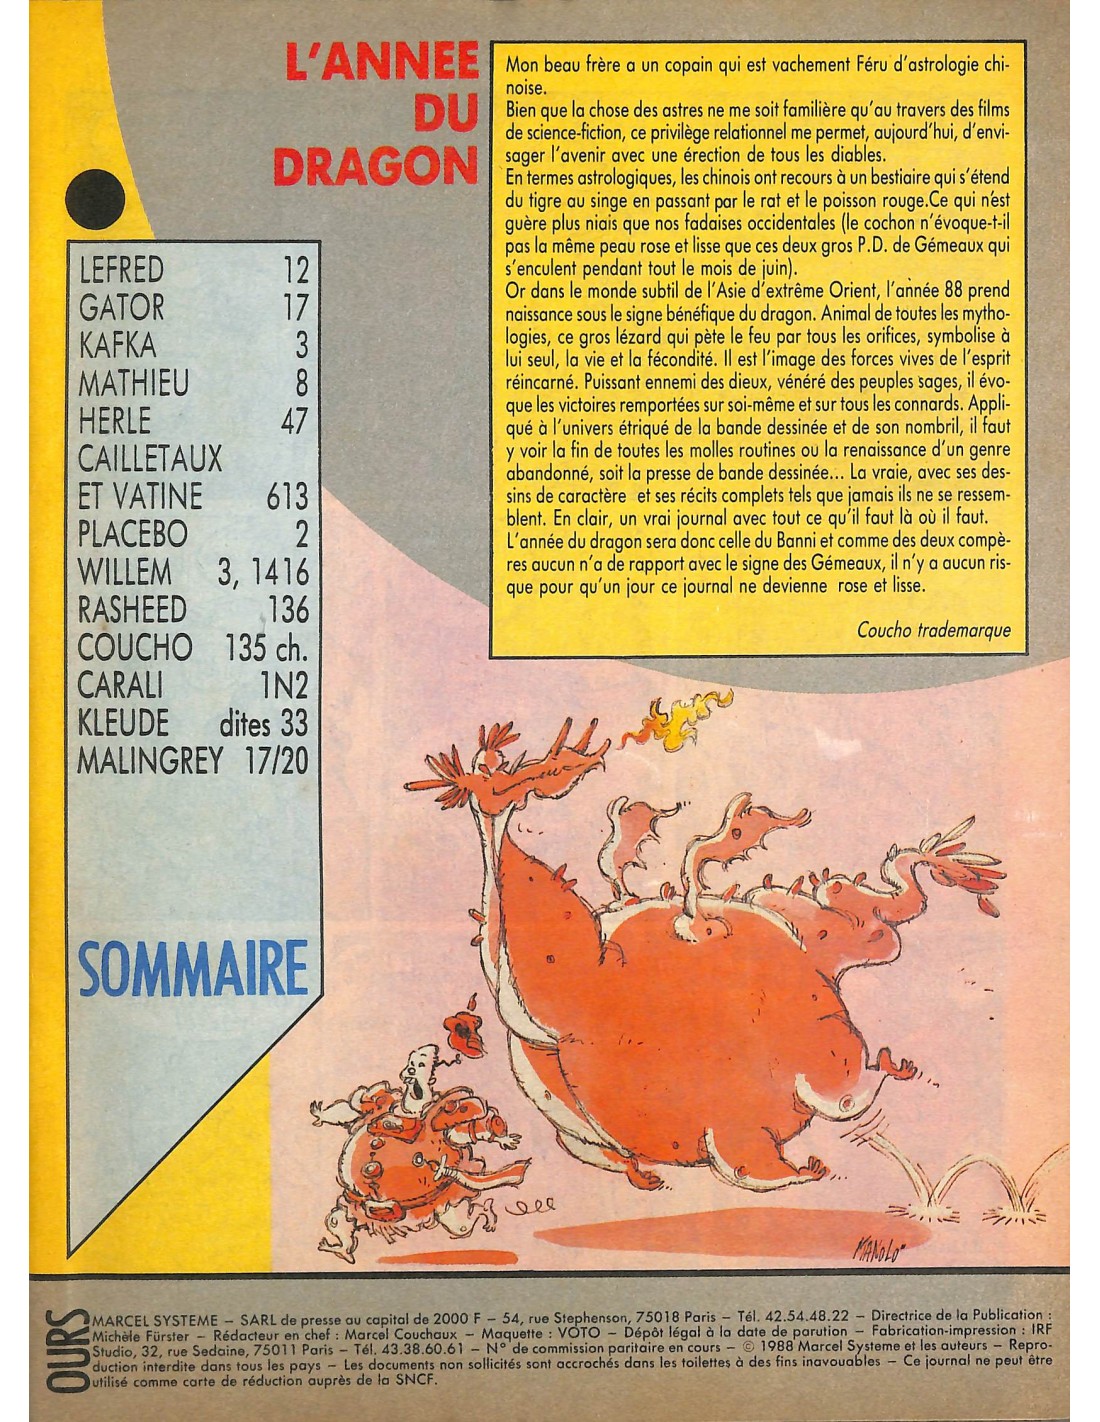 L'ANNEE
DU
DRAGON
Mon beau frère a un copain qui est vachement Féru d'astrologie chi-
noise.
Bien que la chose des astres ne me soit familière qu'au travers des films
de science-fiction, ce privilège relationnel me permet, aujourd'hui, d'envi-
sager l'avenir avec une érection de tous les diables.
En termes astrologiques, les chinois ont recours à un bestiaire qui s'étend
du tigre au singe en passant par le rat et le poisson rouge.Ce qui n'est
guère plus niais que nos fadaises occidentales (le cochon n'évoque-t-il
pas la même peau rose et lisse que ces deux gros P.D. de Gémeaux qui
s'enculent pendant tout le mois de juin).
Or dans le monde subtil de l'Asie d'extrême Orient, l'année 88 prend
naissance sous le signe bénéfique du dragon. Animal de toutes les mytho-
logies, ce gros lézard qui pète le feu par tous les orifices, symbolise à
lui seul, la vie et la fécondité. Il est l'image des forces vives de l'esprit
réincarné. Puissant ennemi des dieux, vénéré des peuples sages, il évo-
que les victoires remportées sur soi-même et sur tous les connards. Appli-
qué à l'univers étriqué de la bande dessinée et de son nombril, il faut
y voir la fin de toutes les molles routines ou la renaissance d'un genre
abandonné, soit la presse de bande dessinée... La vraie, avec ses des-
sins de caractère et ses récits complets tels que jamais ils ne se ressem-
blent. En clair, un vrai journal avec tout ce qu'il faut là où il faut.
L'année du dragon sera donc celle du Banni et comme des deux compè-
res aucun n'a de rapport avec le signe des Gémeaux, il n'y a aucun ris-
que pour qu'un jour ce journal ne devienne rose et lisse.
Coucho trademarque
LEFRED 12
GATOR 17
KAFKA 3
MATHIEU 8
HERLE 47
CAILLETAUX
ET VATINE 613
PLACEBO 2
WILLEM 3, 1416
RASHEED 136
COUCHO 135 ch.
CARALI 1N2
KLEUDE dites 33
MALINGREY 17/20
SOMMAIRE
MANOLO
OURS
MARCEL SYSTEME – SARL de presse au capital de 2000 F – 54, rue Stephenson, 75018 Paris – Tél. 42.54.48.22 – Directrice de la Publication :
Michèle Fürster – Rédacteur en chef : Marcel Couchaux – Maquette : VOTO – Dépôt légal à la date de parution – Fabrication-impression : IRF
Studio, 32, rue Sedaine, 75011 Paris – Tél. 43.38.60.61 – N° de commission paritaire en cours – © 1988 Marcel Systeme et les auteurs – Repro-
duction interdite dans tous les pays – Les documents non sollicités sont accrochés dans les toilettes à des fins inavouables – Ce journal ne peut être
utilisé comme carte de réduction auprès de la SNCF.